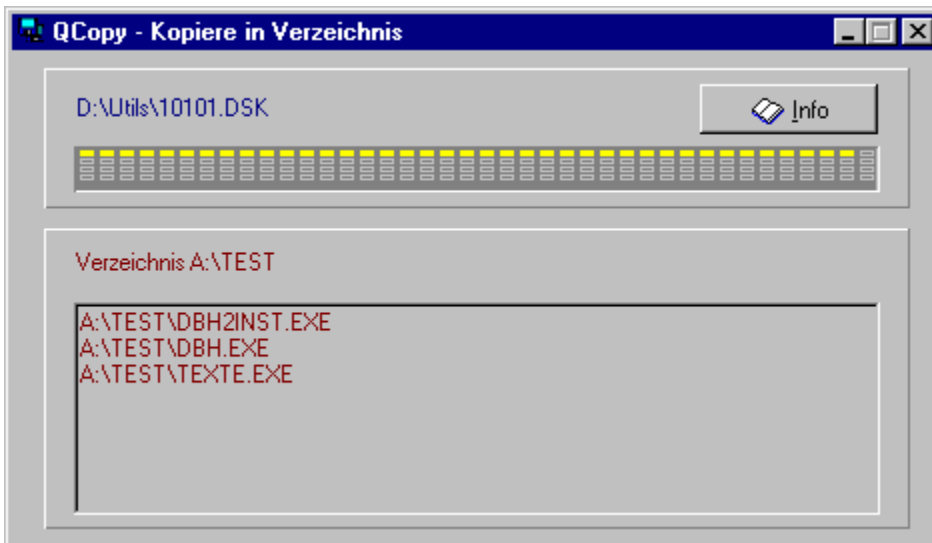 QCopy - Kopiere in Verzeichnis
D:\Utils\10101.DSK
Info
Verzeichnis A:\TEST
A:\TEST\DBH2INST.EXE
A:\TEST\DBH.EXE
A:\TEST\TEXTE.EXE